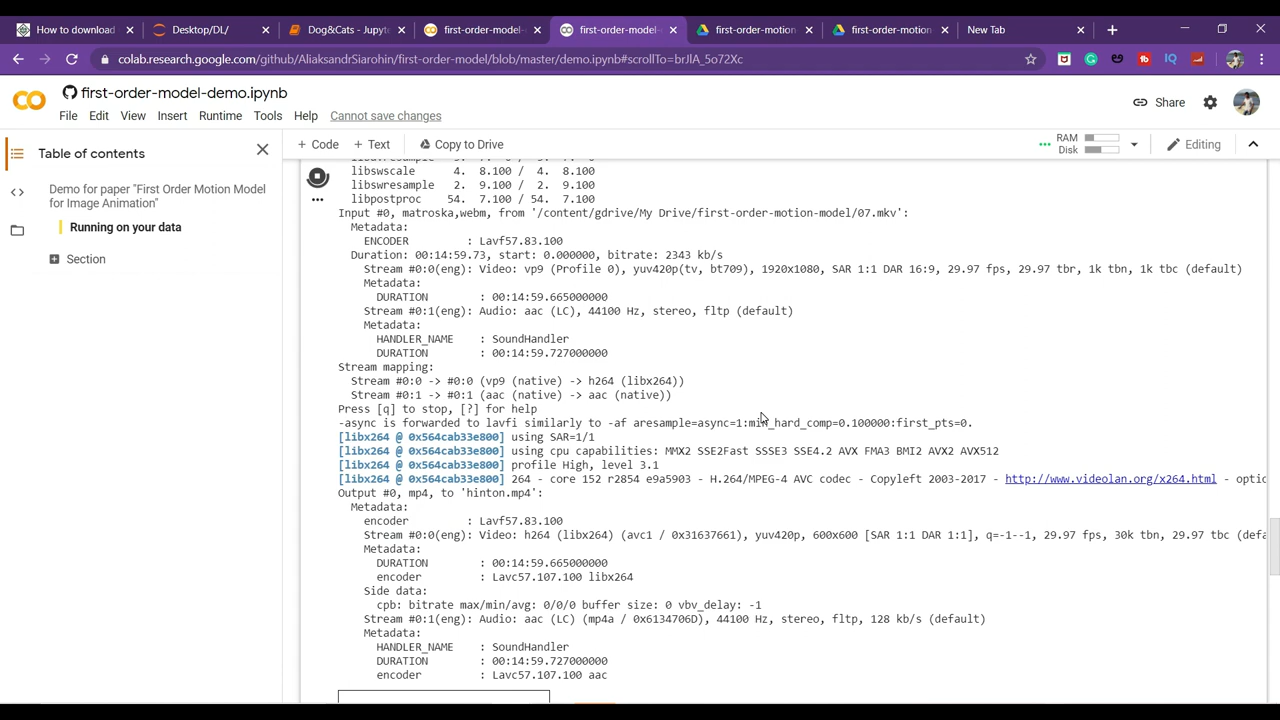 How to download
Desktop/DL/
Dog&Cats - Jupyte
first-order-model-
first-order-model-
first-order-motion
first-order-motion
New Tab
colab.research.google.com/github/AliaksandrSiarohin/first-order-model/blob/master/demo.ipynb#scrollTo=brJlA_5o72Xc
first-order-model-demo.ipynb
Share
File Edit View Insert Runtime Tools Help Cannot save changes
Table of contents
+ Code + Text Copy to Drive
RAM
Disk
Editing
Demo for paper "First Order Motion Model
for Image Animation"
Running on your data
Section
libswscale 4. 8.100 / 4. 8.100
libswresample 2. 9.100 / 2. 9.100
libpostproc 54. 7.100 / 54. 7.100
Input #0, matroska,webm, from '/content/gdrive/My Drive/first-order-motion-model/07.mkv':
Metadata:
ENCODER : Lavf57.83.100
Duration: 00:14:59.73, start: 0.000000, bitrate: 2343 kb/s
Stream #0:0(eng): Video: vp9 (Profile 0), yuv420p(tv, bt709), 1920x1080, SAR 1:1 DAR 16:9, 29.97 fps, 29.97 tbr, 1k tbn, 1k tbc (default)
Metadata:
DURATION : 00:14:59.665000000
Stream #0:1(eng): Audio: aac (LC), 44100 Hz, stereo, fltp (default)
Metadata:
HANDLER_NAME : SoundHandler
DURATION : 00:14:59.727000000
Stream mapping:
Stream #0:0 -> #0:0 (vp9 (native) -> h264 (libx264))
Stream #0:1 -> #0:1 (aac (native) -> aac (native))
Press [q] to stop, [?] for help
-async is forwarded to lavfi similarly to -af aresample=async=1:min_hard_comp=0.100000:first_pts=0.
[libx264 @ 0x564cab33e800] using SAR=1/1
[libx264 @ 0x564cab33e800] using cpu capabilities: MMX2 SSE2Fast SSSE3 SSE4.2 AVX FMA3 BMI2 AVX2 AVX512
[libx264 @ 0x564cab33e800] profile High, level 3.1
[libx264 @ 0x564cab33e800] 264 - core 152 r2854 e9a5903 - H.264/MPEG-4 AVC codec - Copyleft 2003-2017 - http://www.videolan.org/x264.html - optic
Output #0, mp4, to 'hinton.mp4':
Metadata:
encoder : Lavf57.83.100
Stream #0:0(eng): Video: h264 (libx264) (avc1 / 0x31637661), yuv420p, 600x600 [SAR 1:1 DAR 1:1], q=-1--1, 29.97 fps, 30k tbn, 29.97 tbc (defa
Metadata:
DURATION : 00:14:59.665000000
encoder : Lavc57.107.100 libx264
Side data:
cpb: bitrate max/min/avg: 0/0/0 buffer size: 0 vbv_delay: -1
Stream #0:1(eng): Audio: aac (LC) (mp4a / 0x6134706D), 44100 Hz, stereo, fltp, 128 kb/s (default)
Metadata:
HANDLER_NAME : SoundHandler
DURATION : 00:14:59.727000000
encoder : Lavc57.107.100 aac